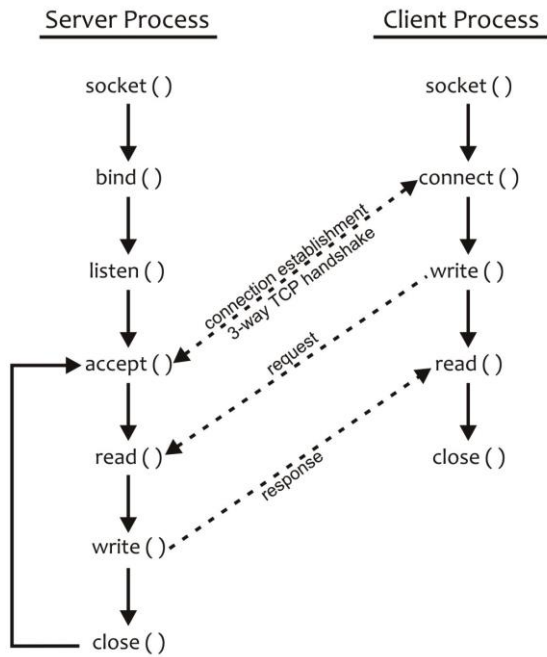 Server Process
Client Process
socket ( )
socket ( )
bind ( )
connect ( )
connection establishment
3-way TCP handshake
listen ( )
write ( )
request
accept ( )
read ( )
read ( )
response
close ( )
write ( )
close ( )